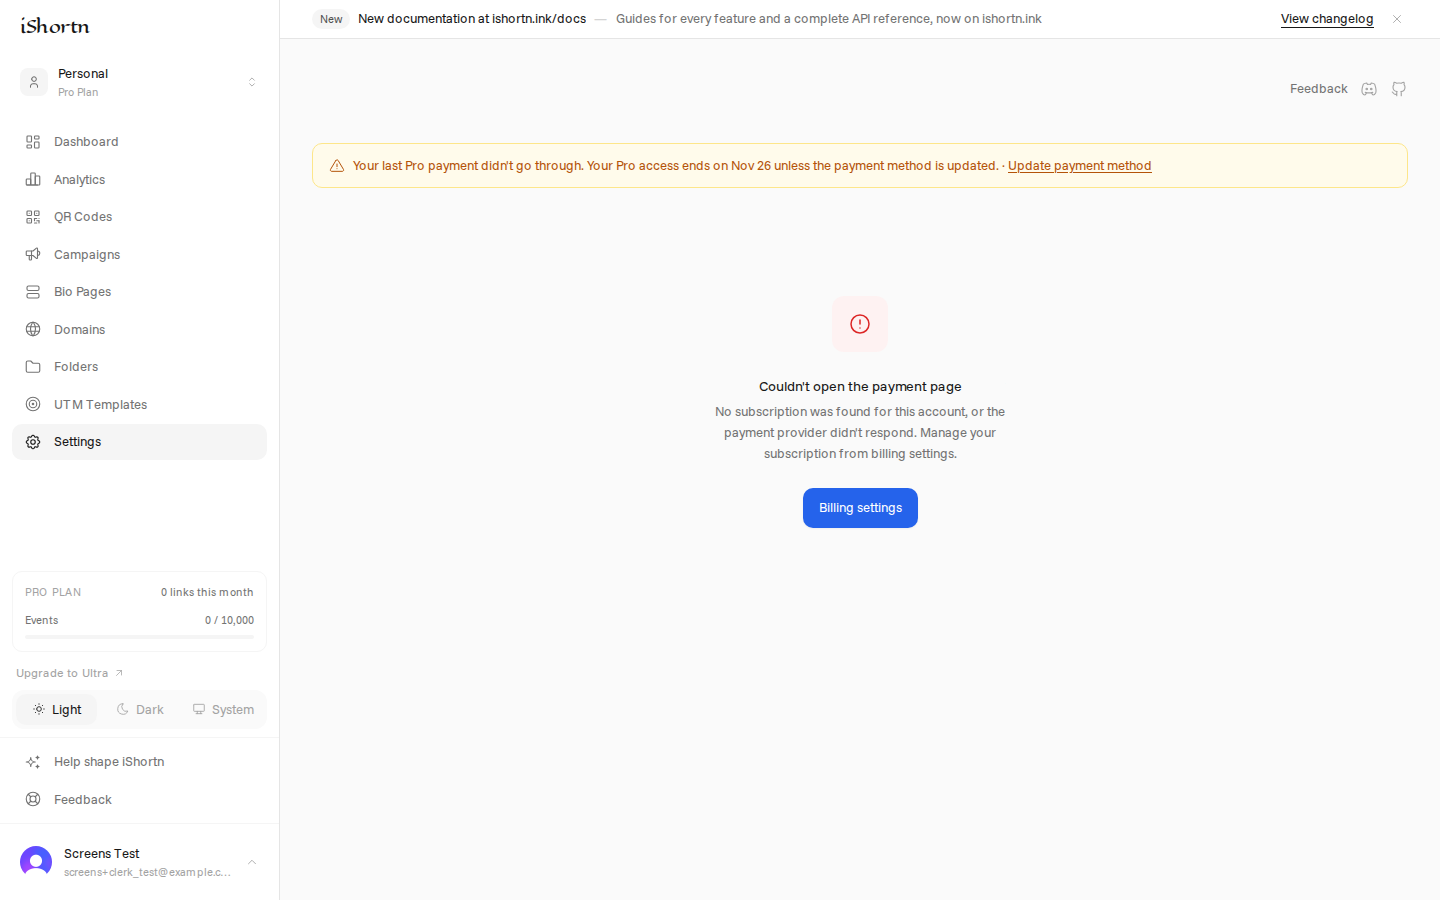 iShortn
Personal
Pro Plan
Dashboard
Analytics
QR Codes
Campaigns
Bio Pages
Domains
Folders
UTM Templates
Settings
PRO PLAN 0 links this month
Events 0 / 10,000
Upgrade to Ultra
Light Dark System
Help shape iShortn
Feedback
Screens Test
screens+clerk_test@example.c...
New New documentation at ishortn.ink/docs — Guides for every feature and a complete API reference, now on ishortn.ink View changelog
Feedback
Your last Pro payment didn't go through. Your Pro access ends on Nov 26 unless the payment method is updated. · Update payment method
Couldn't open the payment page
No subscription was found for this account, or the
payment provider didn't respond. Manage your
subscription from billing settings.
Billing settings